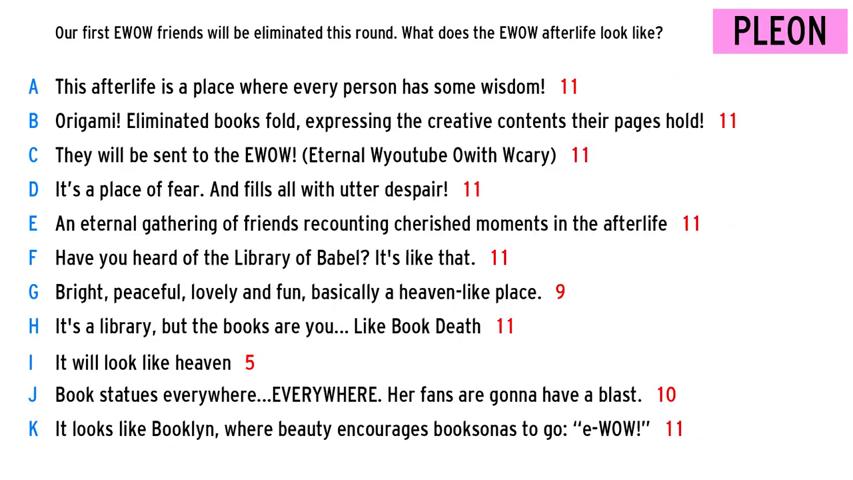 Our first EWOW friends will be eliminated this round. What does the EWOW afterlife look like?
PLEON
A This afterlife is a place where every person has some wisdom! 11
B Origami! Eliminated books fold, expressing the creative contents their pages hold! 11
C They will be sent to the EWOW! (Eternal Wyoutube Owith Wcary) 11
D It’s a place of fear. And fills all with utter despair! 11
E An eternal gathering of friends recounting cherished moments in the afterlife 11
F Have you heard of the Library of Babel? It's like that. 11
G Bright, peaceful, lovely and fun, basically a heaven-like place. 9
H It's a library, but the books are you... Like Book Death 11
I It will look like heaven 5
J Book statues everywhere...EVERYWHERE. Her fans are gonna have a blast. 10
K It looks like Booklyn, where beauty encourages booksonas to go: “e-WOW!” 11